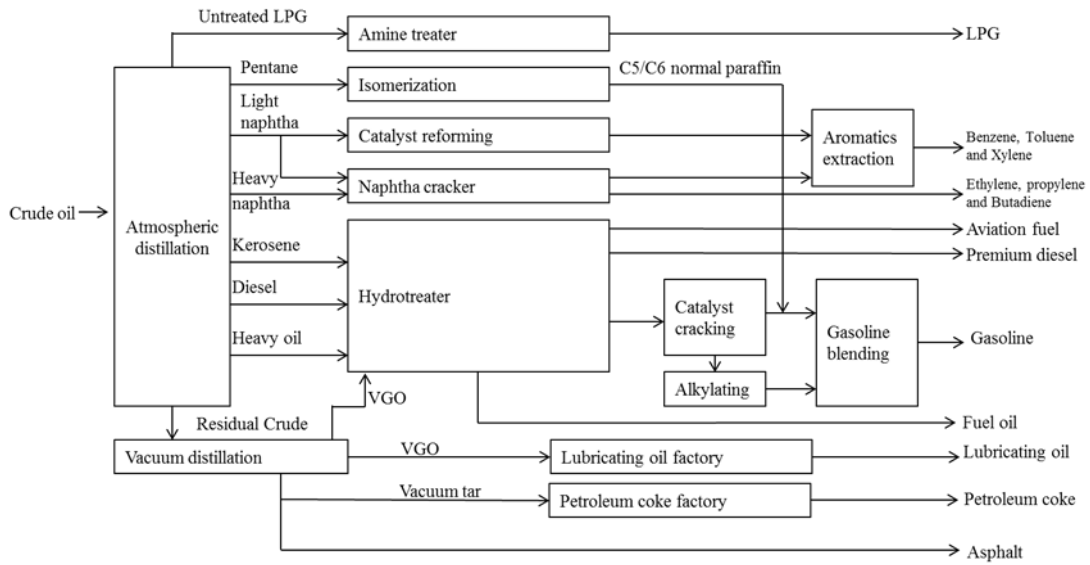 Untreated LPG
Amine treater
LPG
Pentane
Isomerization
C5/C6 normal paraffin
Light
naphtha
Catalyst reforming
Aromatics
extraction
Benzene, Toluene
and Xylene
Heavy
naphtha
Naphtha cracker
Ethylene, propylene
and Butadiene
Crude oil
Atmospheric
distillation
Kerosene
Hydrotreater
Aviation fuel
Premium diesel
Diesel
Catalyst
cracking
Gasoline
blending
Gasoline
Heavy oil
Alkylating
VGO
Residual Crude
Fuel oil
Vacuum distillation
VGO
Lubricating oil factory
Lubricating oil
Vacuum tar
Petroleum coke factory
Petroleum coke
Asphalt